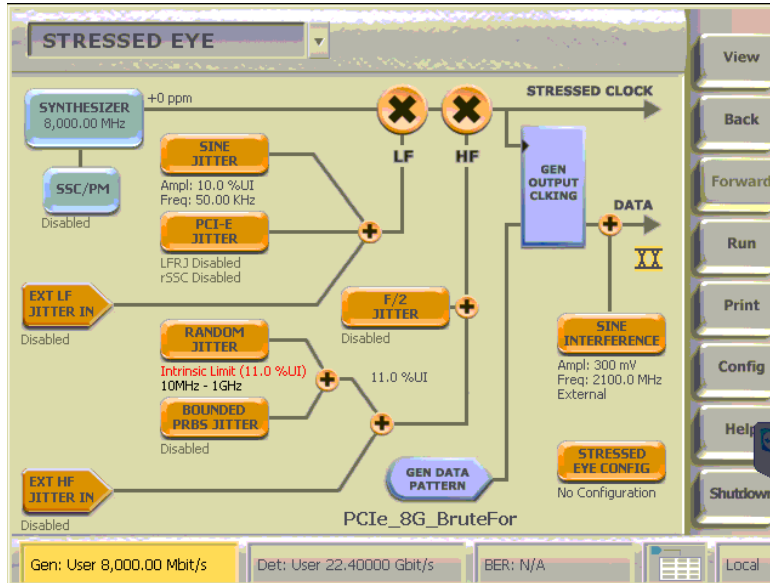 STRESSED EYE
View
Back
Forward
Run
Print
Config
Help
Shutdown
SYNTHESIZER
8,000.00 MHz
+0 ppm
SSC/PM
Disabled
SINE
JITTER
Ampl: 10.0 %UI
Freq: 50.00 KHz
PCI-E
JITTER
LFRJ Disabled
rSSC Disabled
EXT LF
JITTER IN
Disabled
LF
HF
STRESSED CLOCK
GEN
OUTPUT
CLKING
DATA
F/2
JITTER
Disabled
RANDOM
JITTER
Intrinsic Limit (11.0 %UI)
10MHz - 1GHz
11.0 %UI
BOUNDED
PRBS JITTER
Disabled
EXT HF
JITTER IN
Disabled
SINE
INTERFERENCE
Ampl: 300 mV
Freq: 2100.0 MHz
External
STRESSED
EYE CONFIG
No Configuration
GEN DATA
PATTERN
PCIe_8G_BruteFor
Gen: User 8,000.00 Mbit/s
Det: User 22.40000 Gbit/s
BER: N/A
Local